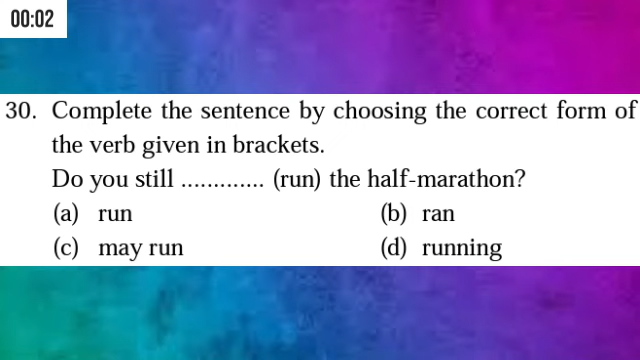 00:02
30. Complete the sentence by choosing the correct form of
the verb given in brackets.
Do you still ............. (run) the half-marathon?
(a) run (b) ran
(c) may run (d) running